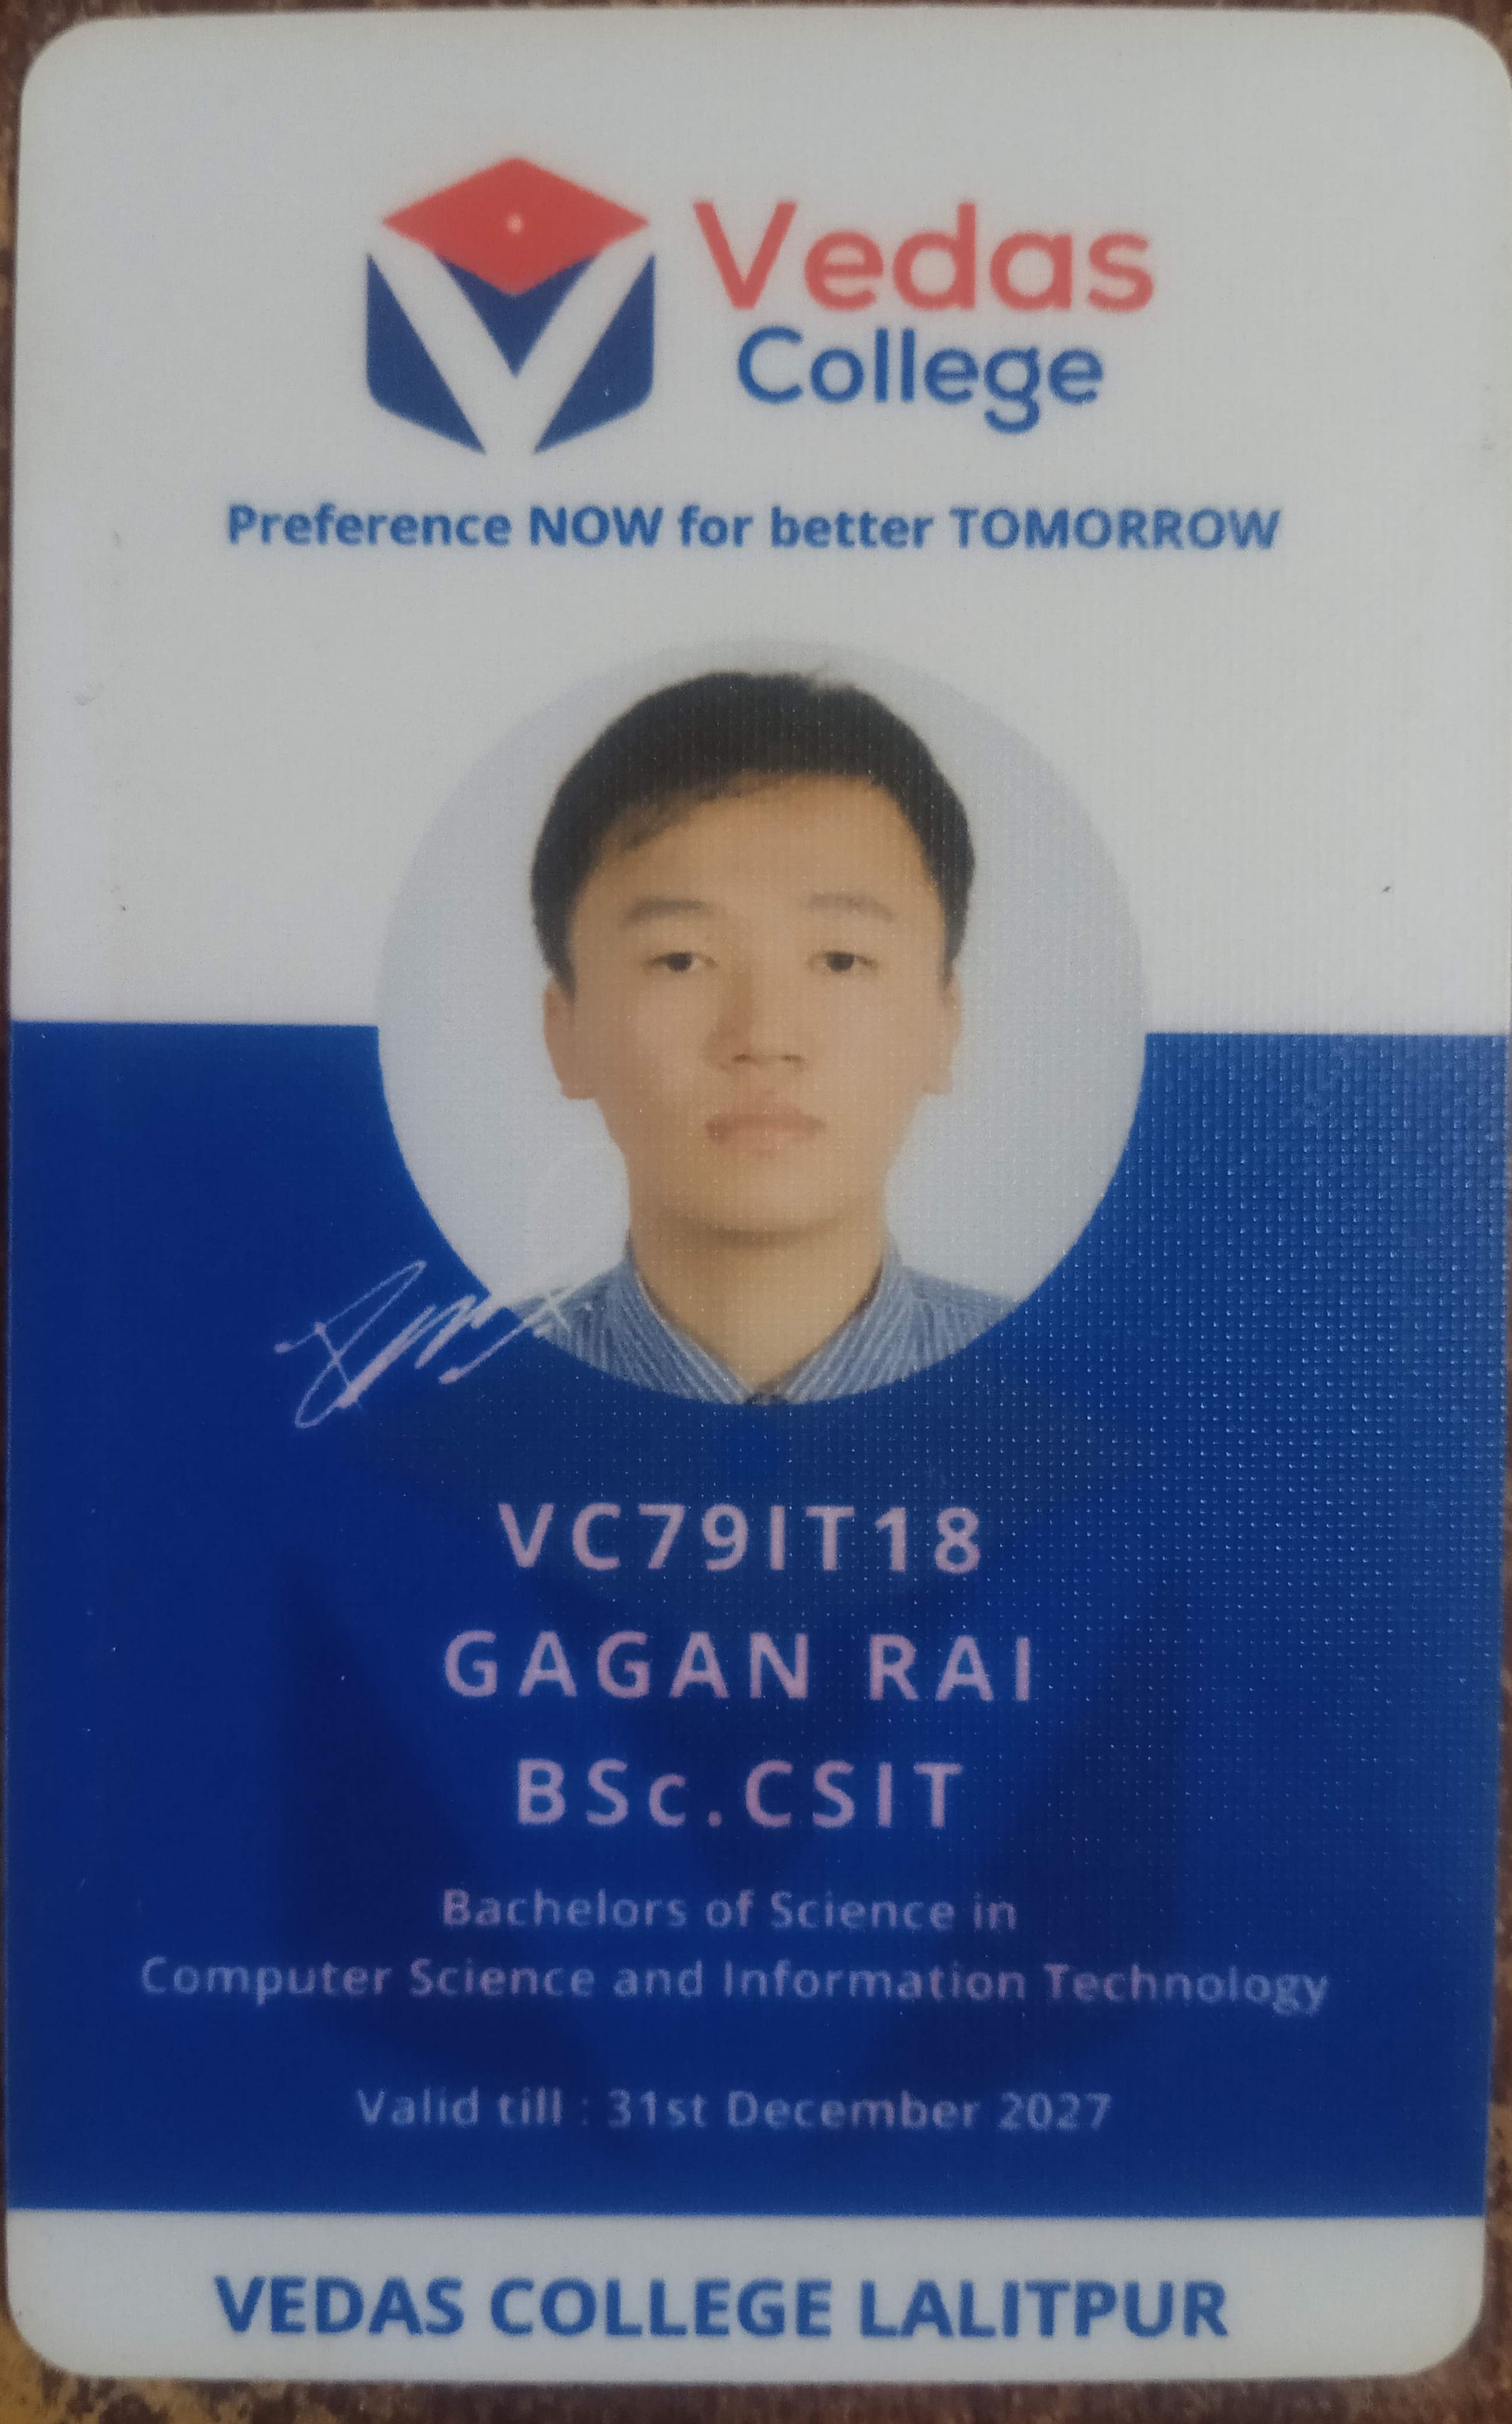 Vedas
College
Preference NOW for better TOMORROW
VC79IT18
GAGAN RAI
BSc.CSIT
Bachelors of Science in
Computer Science and Information Technology
Valid till : 31st December 2027
VEDAS COLLEGE LALITPUR